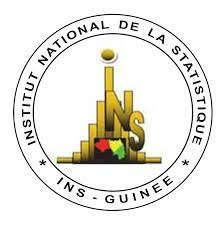 INSTITUT NATIONAL DE LA STATISTIQUE
iNS
* INS - GUINEE *